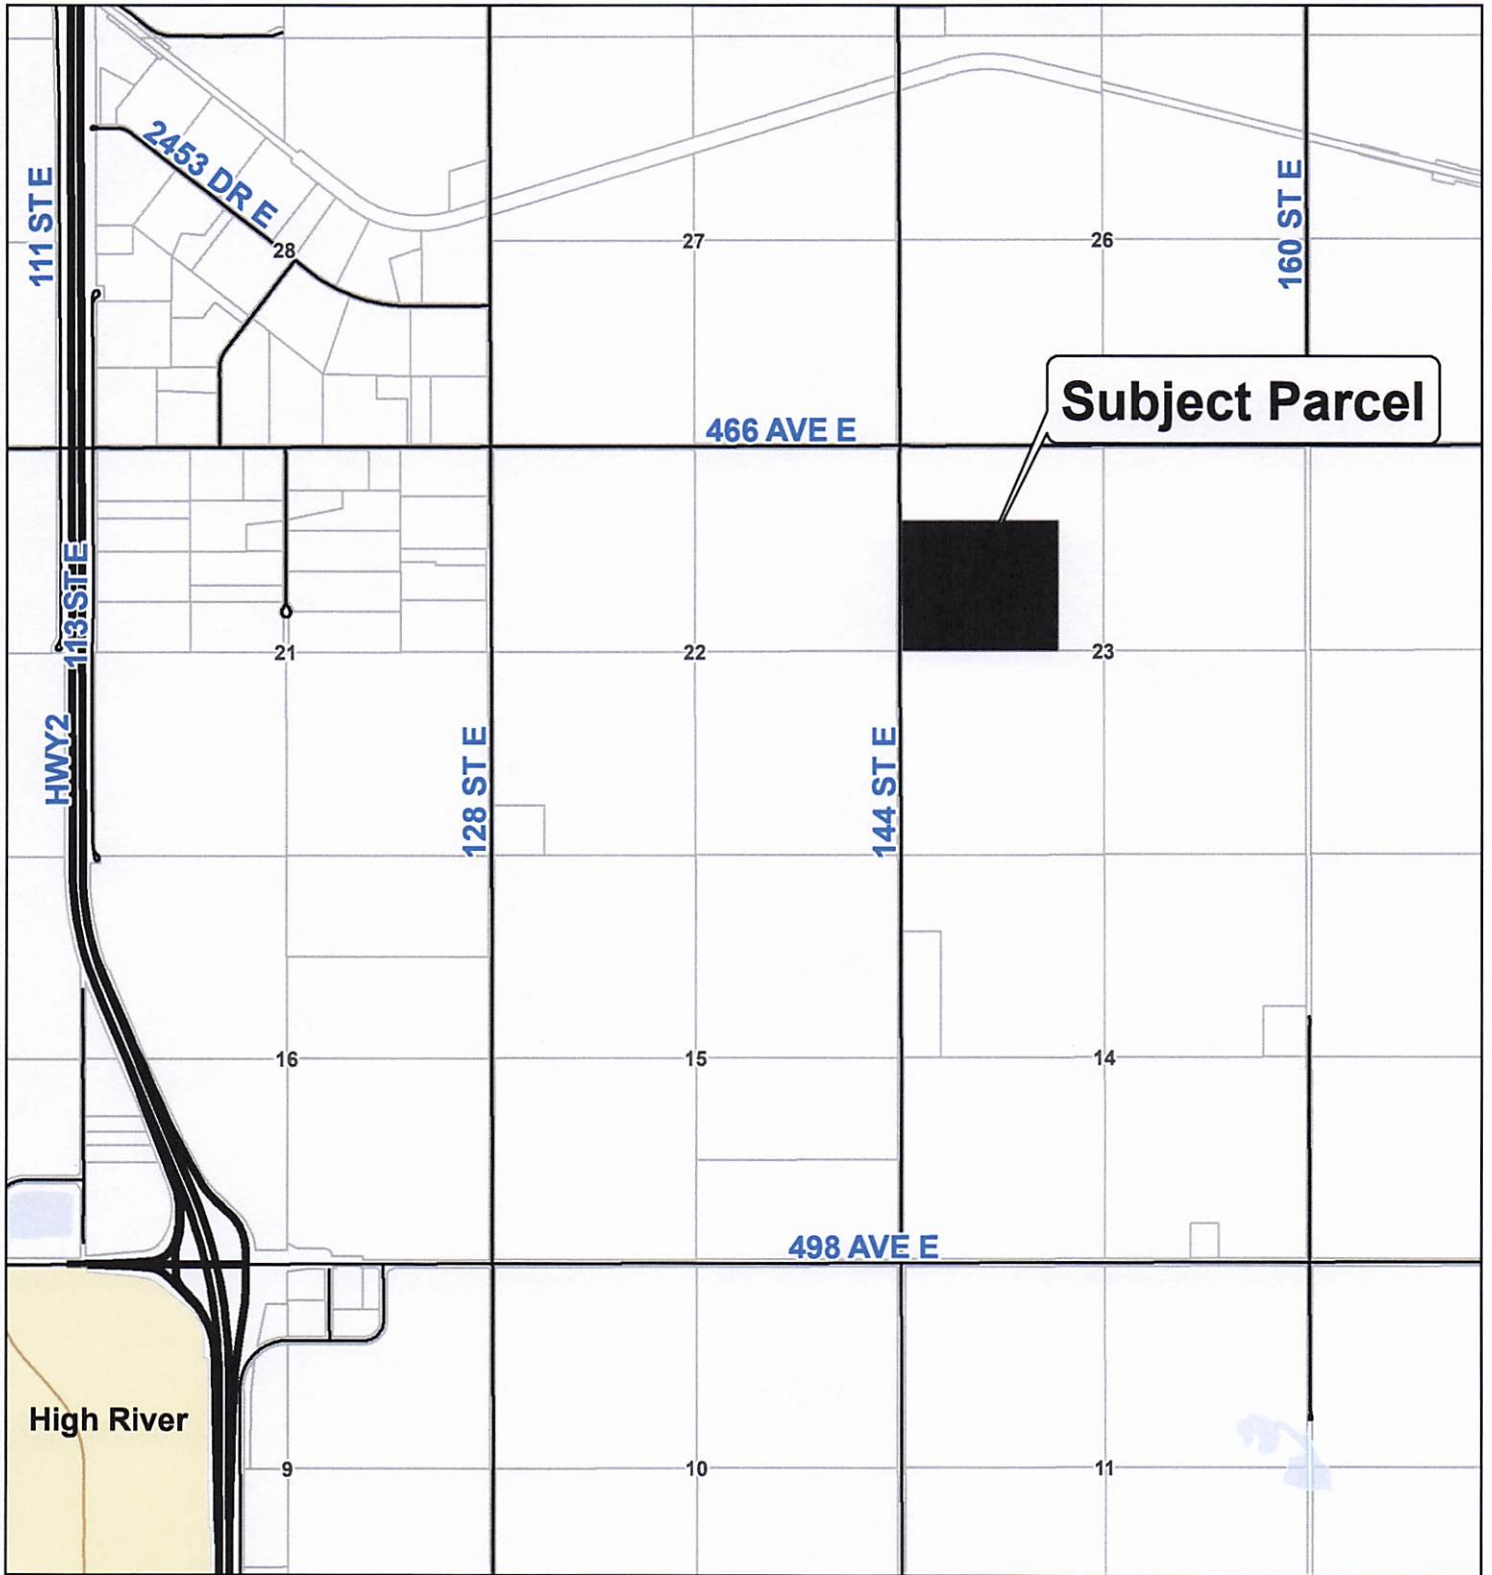 2453 DR E
111 ST E
28
27
26
160 ST E
Subject Parcel
466 AVE E
113 ST E
21
22
23
HWY2
128 ST E
144 ST E
16
15
14
498 AVE E
High River
9
10
11